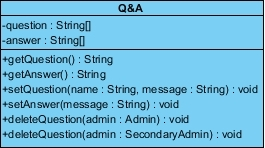 Q&A
-question : String[]
-answer : String[]
+getQuestion() : String
+getAnswer() : String
+setQuestion(name : String, message : String) : void
+setAnswer(message : String) : void
+deleteQuestion(admin : Admin) : void
+deleteQuestion(admin : SecondaryAdmin) : void